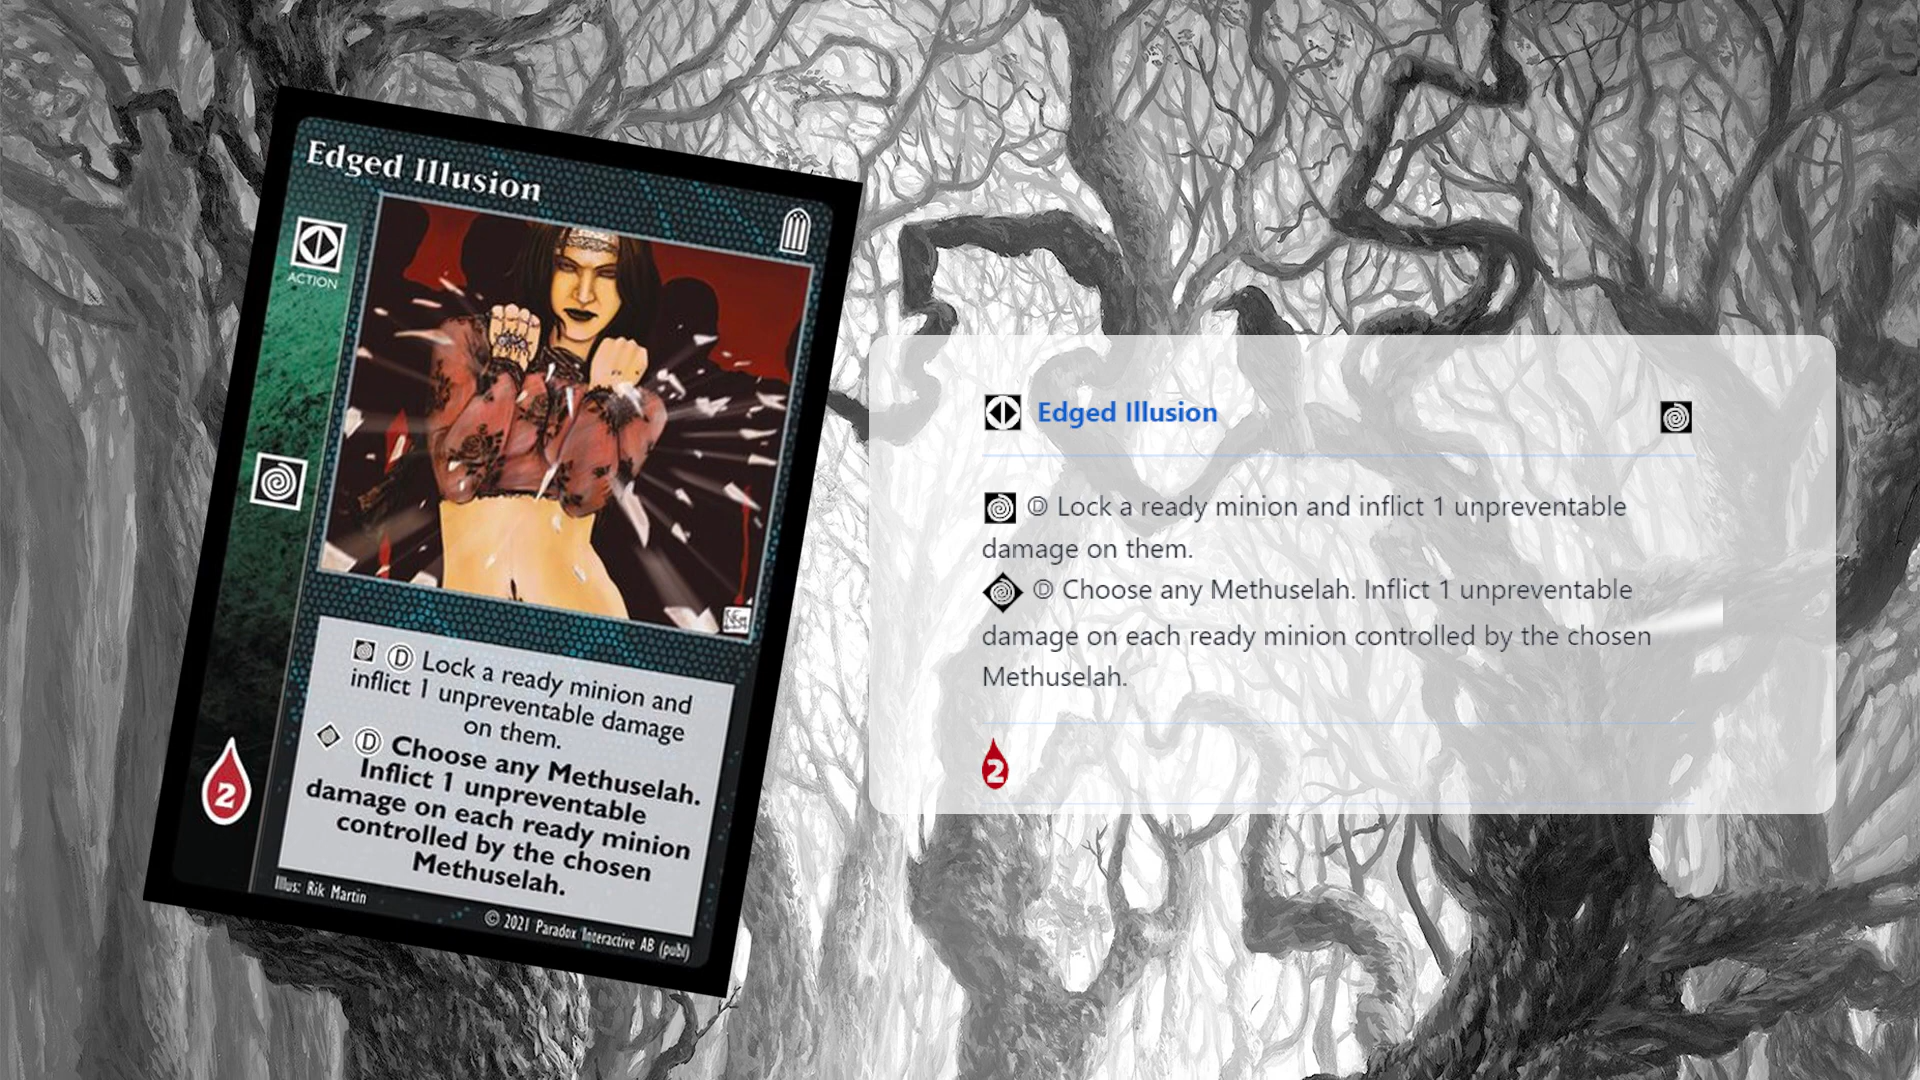 Edged Illusion
ACTION
Ⓓ Lock a ready minion and
inflict 1 unpreventable damage
on them.
Ⓓ Choose any Methuselah.
Inflict 1 unpreventable
damage on each ready minion
controlled by the chosen
Methuselah.
2
Illus: Rik Martin
© 2021 Paradox Interactive AB (publ)
Edged Illusion
Ⓓ Lock a ready minion and inflict 1 unpreventable
damage on them.
Ⓓ Choose any Methuselah. Inflict 1 unpreventable
damage on each ready minion controlled by the chosen
Methuselah.
2